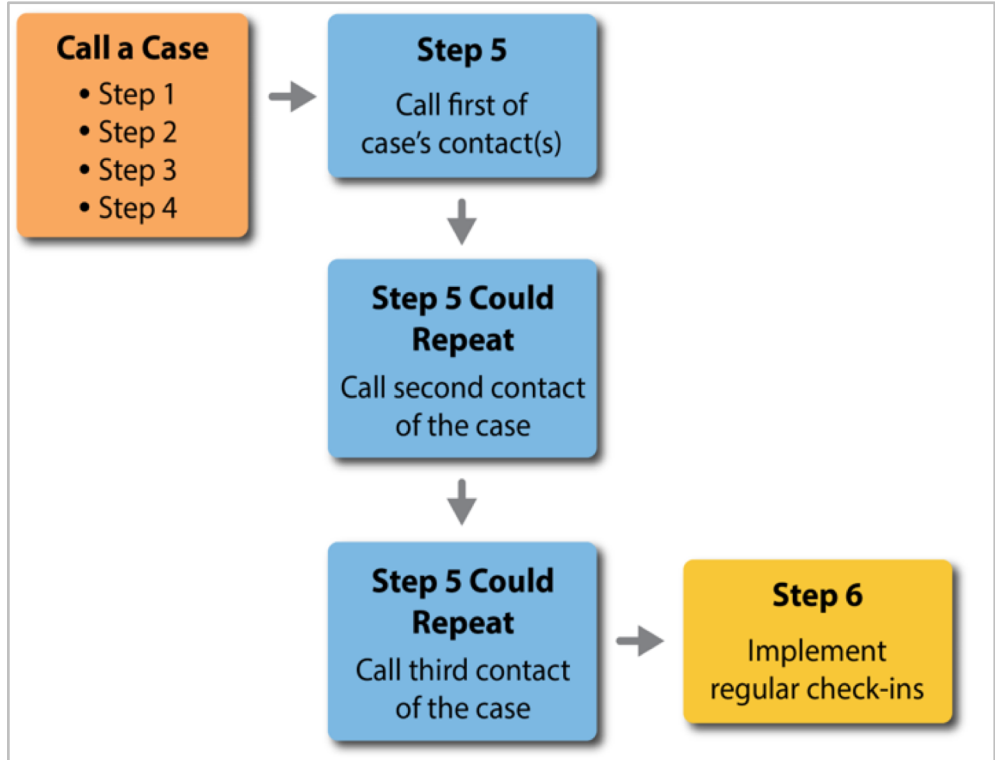 Call a Case
• Step 1
• Step 2
• Step 3
• Step 4
Step 5
Call first of
case’s contact(s)
Step 5 Could
Repeat
Call second contact
of the case
Step 5 Could
Repeat
Call third contact
of the case
Step 6
Implement
regular check-ins